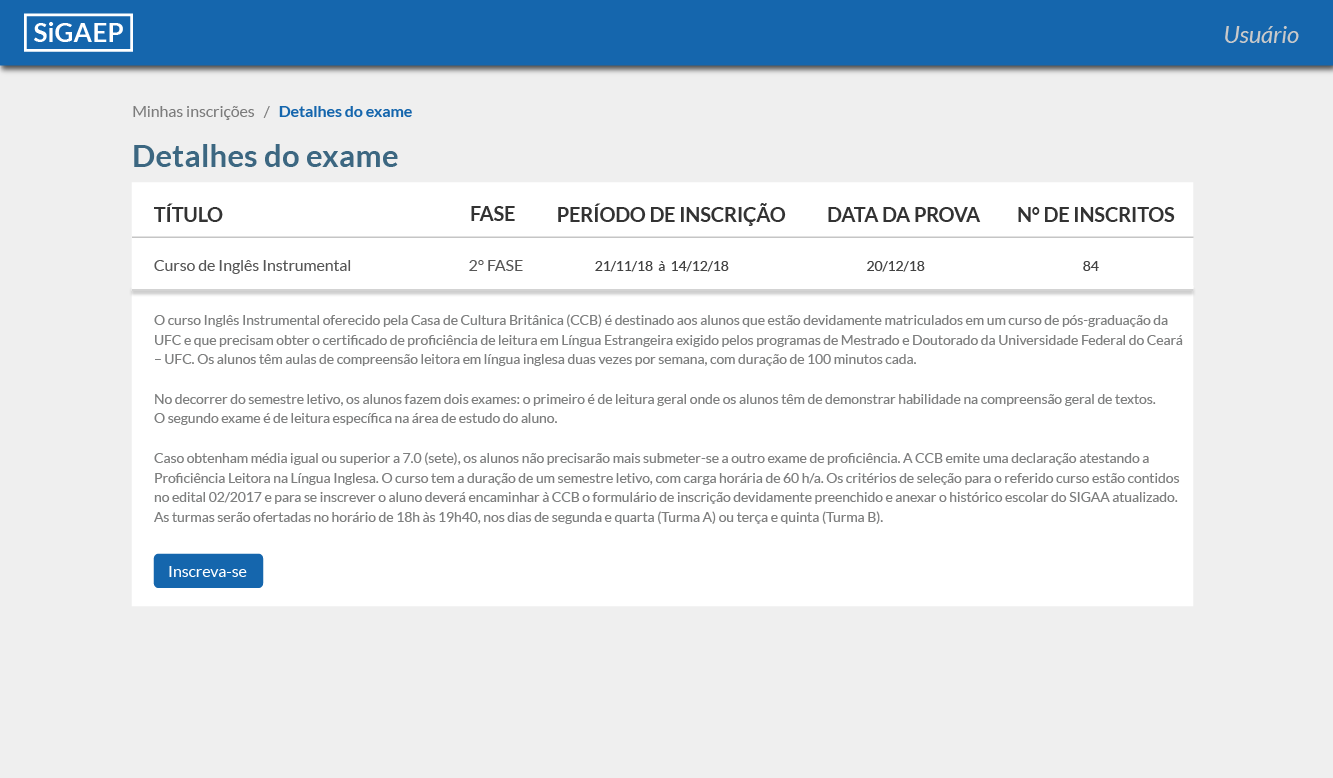 SiGAEP
Usuário
Minhas inscrições / Detalhes do exame
Detalhes do exame
TÍTULO FASE PERÍODO DE INSCRIÇÃO DATA DA PROVA Nº DE INSCRITOS
Curso de Inglês Instrumental 2º FASE 21/11/18 à 14/12/18 20/12/18 84
O curso Inglês Instrumental oferecido pela Casa de Cultura Britânica (CCB) é destinado aos alunos que estão devidamente matriculados em um curso de pós-graduação da
UFC e que precisam obter o certificado de proficiência de leitura em Língua Estrangeira exigido pelos programas de Mestrado e Doutorado da Universidade Federal do Ceará
– UFC. Os alunos têm aulas de compreensão leitora em língua inglesa duas vezes por semana, com duração de 100 minutos cada.
No decorrer do semestre letivo, os alunos fazem dois exames: o primeiro é de leitura geral onde os alunos têm de demonstrar habilidade na compreensão geral de textos.
O segundo exame é de leitura específica na área de estudo do aluno.
Caso obtenham média igual ou superior a 7.0 (sete), os alunos não precisarão mais submeter-se a outro exame de proficiência. A CCB emite uma declaração atestando a
Proficiência Leitora na Língua Inglesa. O curso tem a duração de um semestre letivo, com carga horária de 60 h/a. Os critérios de seleção para o referido curso estão contidos
no edital 02/2017 e para se inscrever o aluno deverá encaminhar à CCB o formulário de inscrição devidamente preenchido e anexar o histórico escolar do SIGAA atualizado.
As turmas serão ofertadas no horário de 18h às 19h40, nos dias de segunda e quarta (Turma A) ou terça e quinta (Turma B).
Inscreva-se